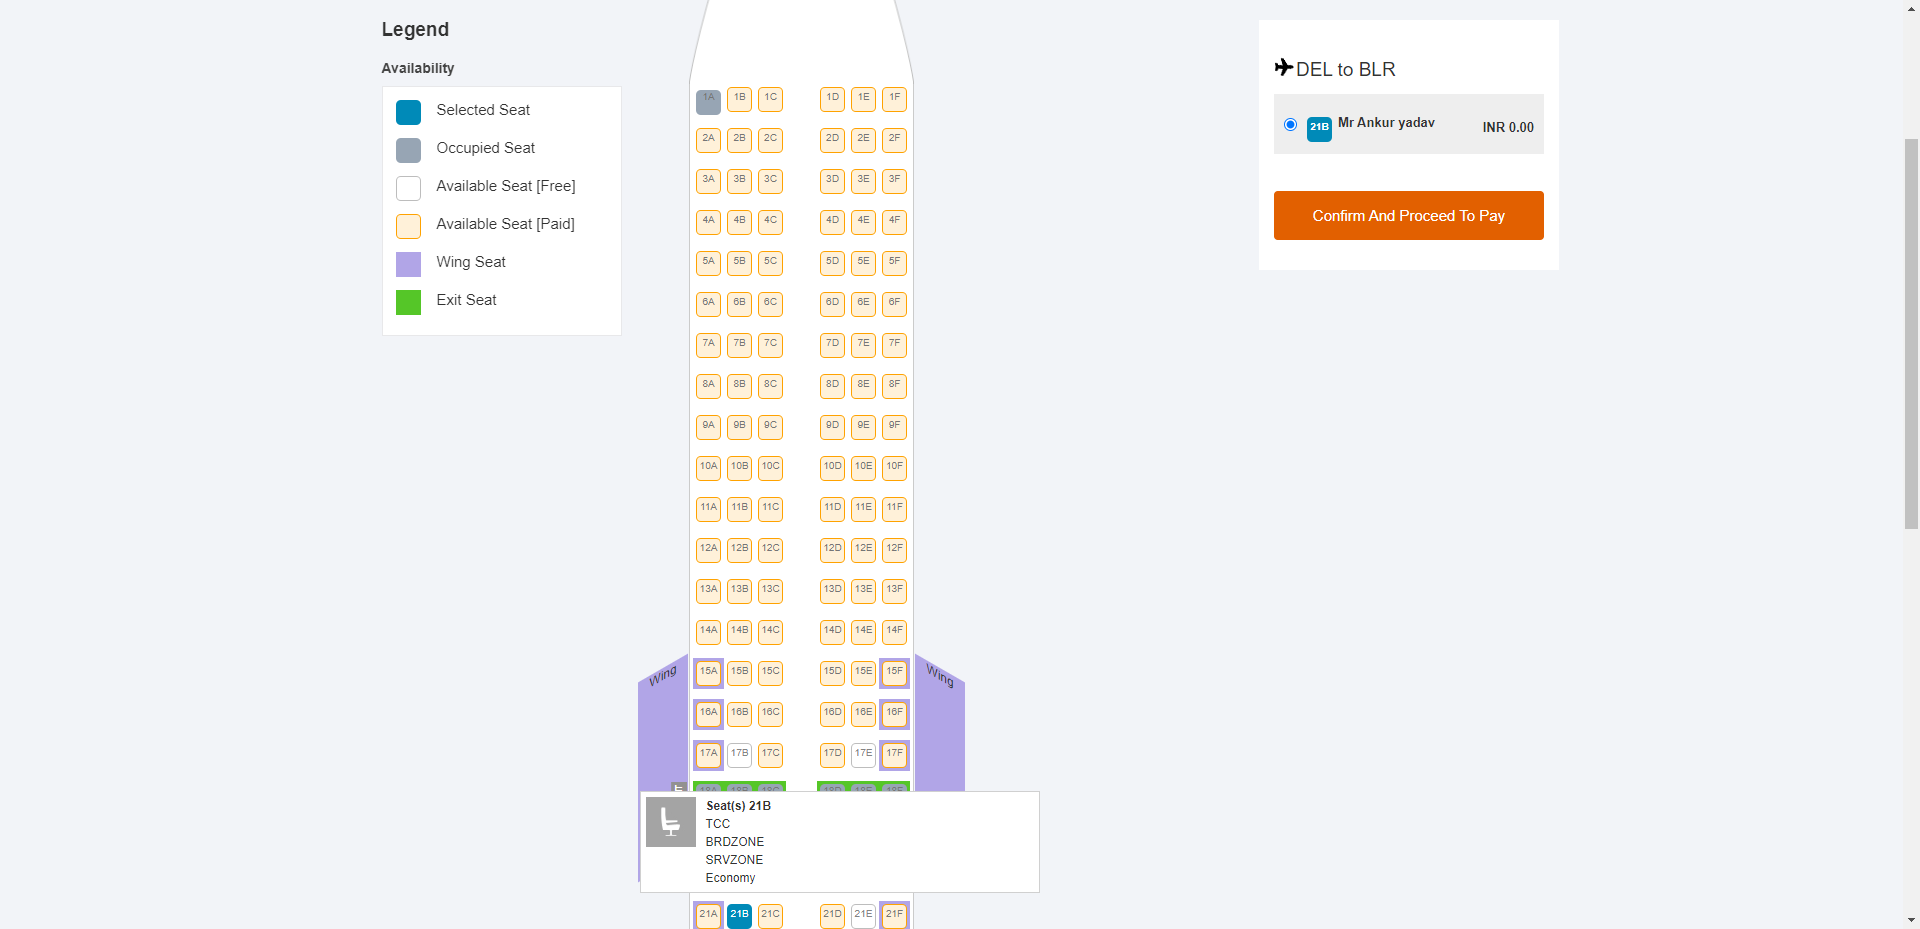 Legend
Availability
Selected Seat
Occupied Seat
Available Seat [Free]
Available Seat [Paid]
Wing Seat
Exit Seat
1A 1B 1C 1D 1E 1F
2A 2B 2C 2D 2E 2F
3A 3B 3C 3D 3E 3F
4A 4B 4C 4D 4E 4F
5A 5B 5C 5D 5E 5F
6A 6B 6C 6D 6E 6F
7A 7B 7C 7D 7E 7F
8A 8B 8C 8D 8E 8F
9A 9B 9C 9D 9E 9F
10A 10B 10C 10D 10E 10F
11A 11B 11C 11D 11E 11F
12A 12B 12C 12D 12E 12F
13A 13B 13C 13D 13E 13F
14A 14B 14C 14D 14E 14F
Wing 15A 15B 15C 15D 15E 15F Wing
16A 16B 16C 16D 16E 16F
17A 17B 17C 17D 17E 17F
18A 18B 18C 18D 18E 18F
Seat(s) 21B
TCC
BRDZONE
SRVZONE
Economy
21A 21B 21C 21D 21E 21F
DEL to BLR
21B Mr Ankur yadav INR 0.00
Confirm And Proceed To Pay